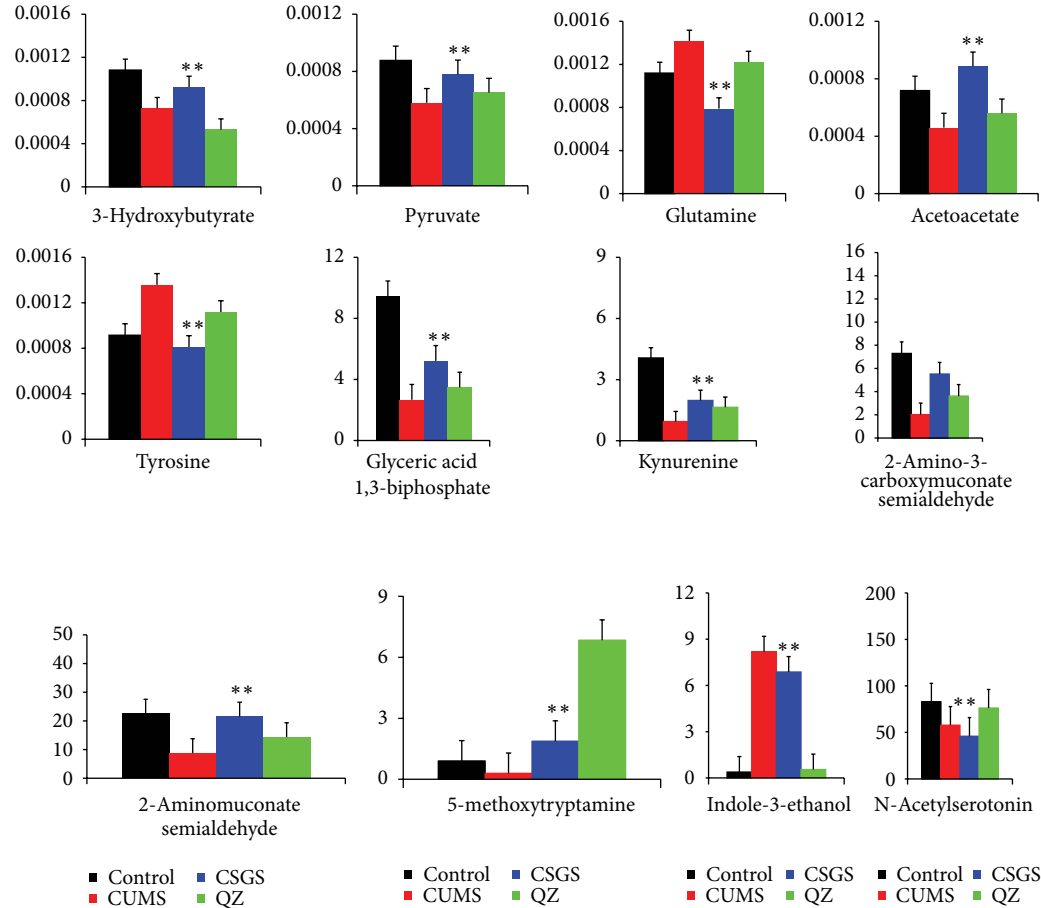 0.0016
0.0012
0.0008
0.0004
0
**
3-Hydroxybutyrate
0.0012
0.0008
0.0004
0
**
Pyruvate
0.0016
0.0012
0.0008
0.0004
0
**
Glutamine
0.0012
0.0008
0.0004
0
**
Acetoacetate
0.0016
0.0012
0.0008
0.0004
0
**
Tyrosine
12
8
4
0
**
Glyceric acid
1,3-biphosphate
9
6
3
0
**
Kynurenine
16
14
12
10
8
6
4
2
0
2-Amino-3-
carboxymuconate
semialdehyde
50
40
30
20
10
0
**
2-Aminomuconate
semialdehyde
9
6
3
0
**
5-methoxytryptamine
12
9
6
3
0
**
Indole-3-ethanol
200
150
100
50
0
**
N-Acetylserotonin
Control CSGS
CUMS QZ
Control CSGS
CUMS QZ
Control CSGS
CUMS QZ
Control CSGS
CUMS QZ